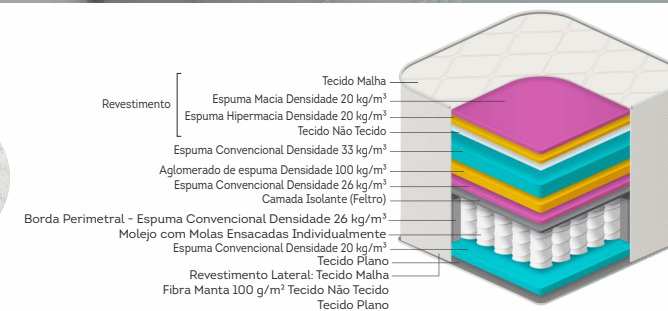 Revestimento
Tecido Malha
Espuma Macia Densidade 20 kg/m³
Espuma Hipermacia Densidade 20 kg/m³
Tecido Não Tecido
Espuma Convencional Densidade 33 kg/m³
Aglomerado de espuma Densidade 100 kg/m³
Espuma Convencional Densidade 26 kg/m³
Camada Isolante (Feltro)
Borda Perimetral - Espuma Convencional Densidade 26 kg/m³
Molejo com Molas Ensacadas Individualmente
Espuma Convencional Densidade 20 kg/m³
Tecido Plano
Revestimento Lateral: Tecido Malha
Fibra Manta 100 g/m² Tecido Não Tecido
Tecido Plano